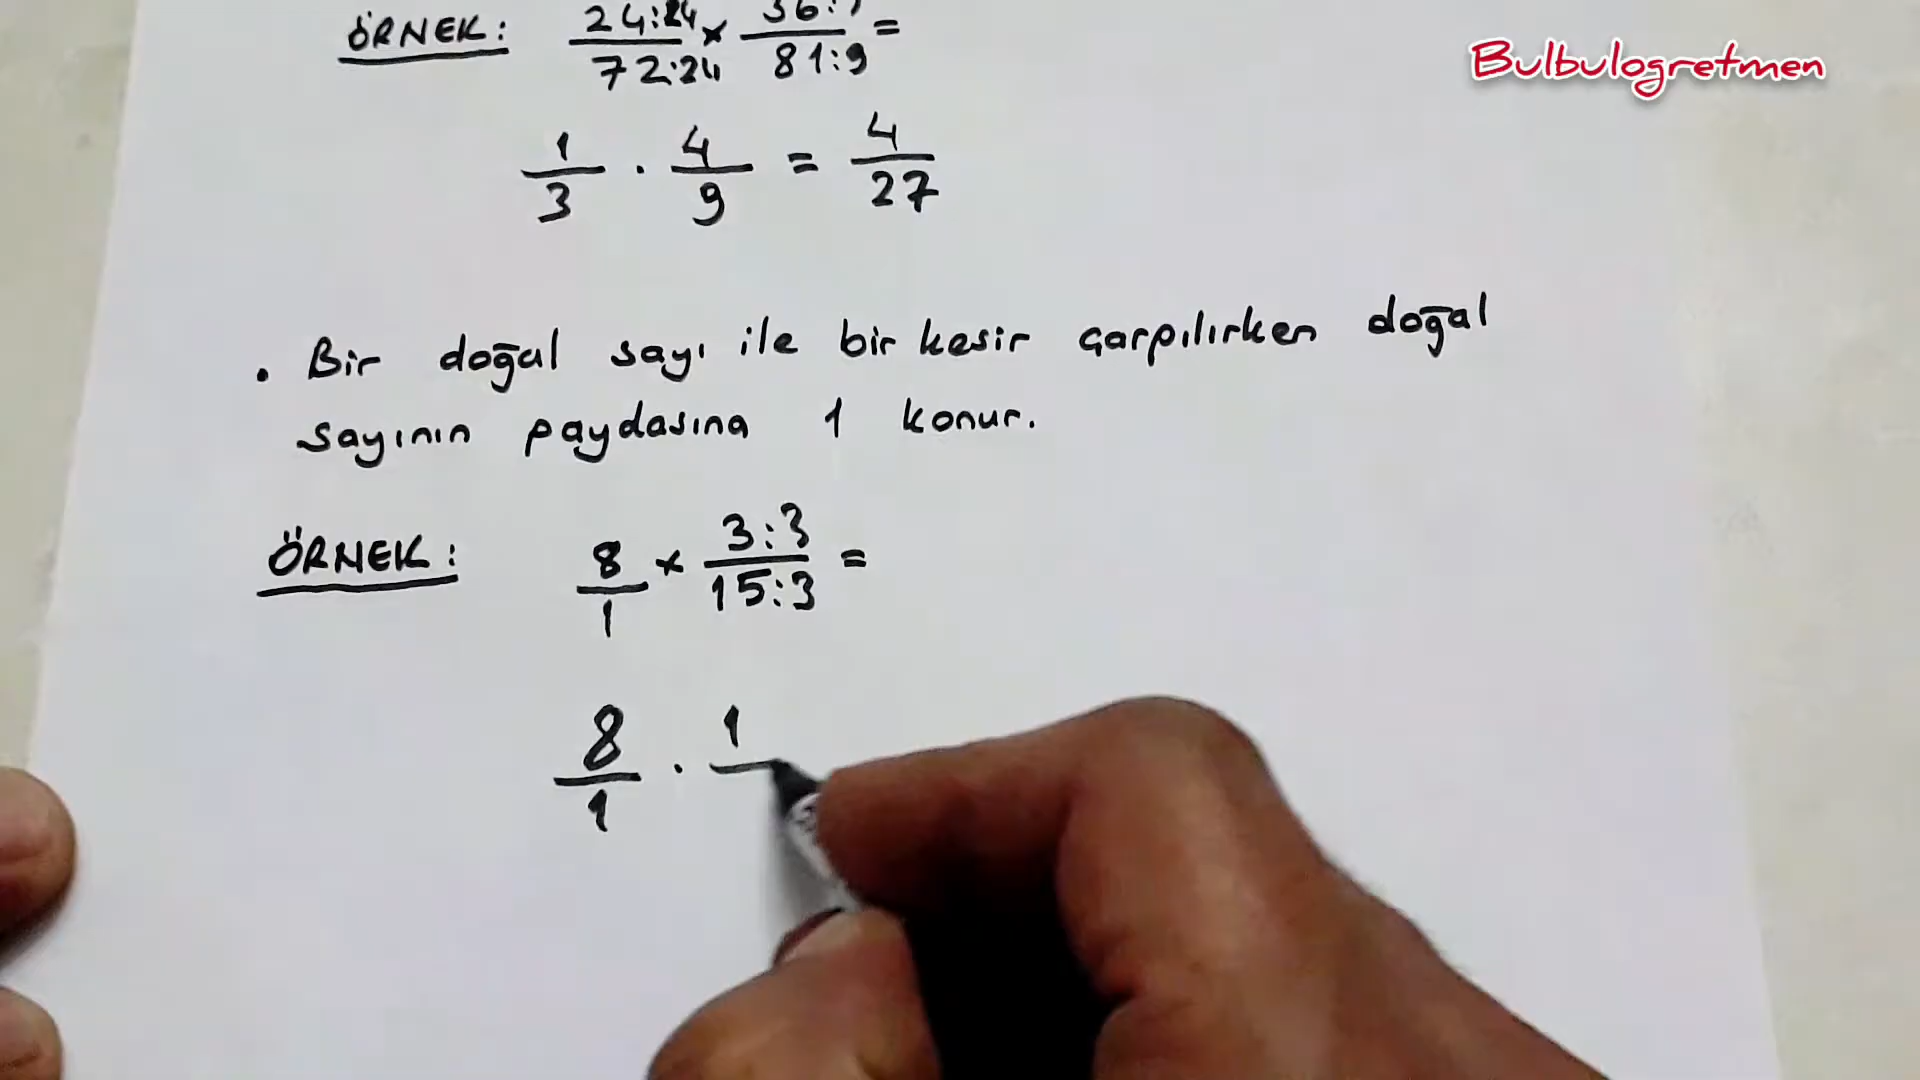 ÖRNEK: 24:24/72:24 x 36:9/81:9 =
Bulbulogretmen
1/3 . 4/9 = 4/27
. Bir doğal sayı ile bir kesir çarpılırken doğal
sayının paydasına 1 konur.
ÖRNEK: 8/1 x 3:3/15:3 =
8/1 . 1/